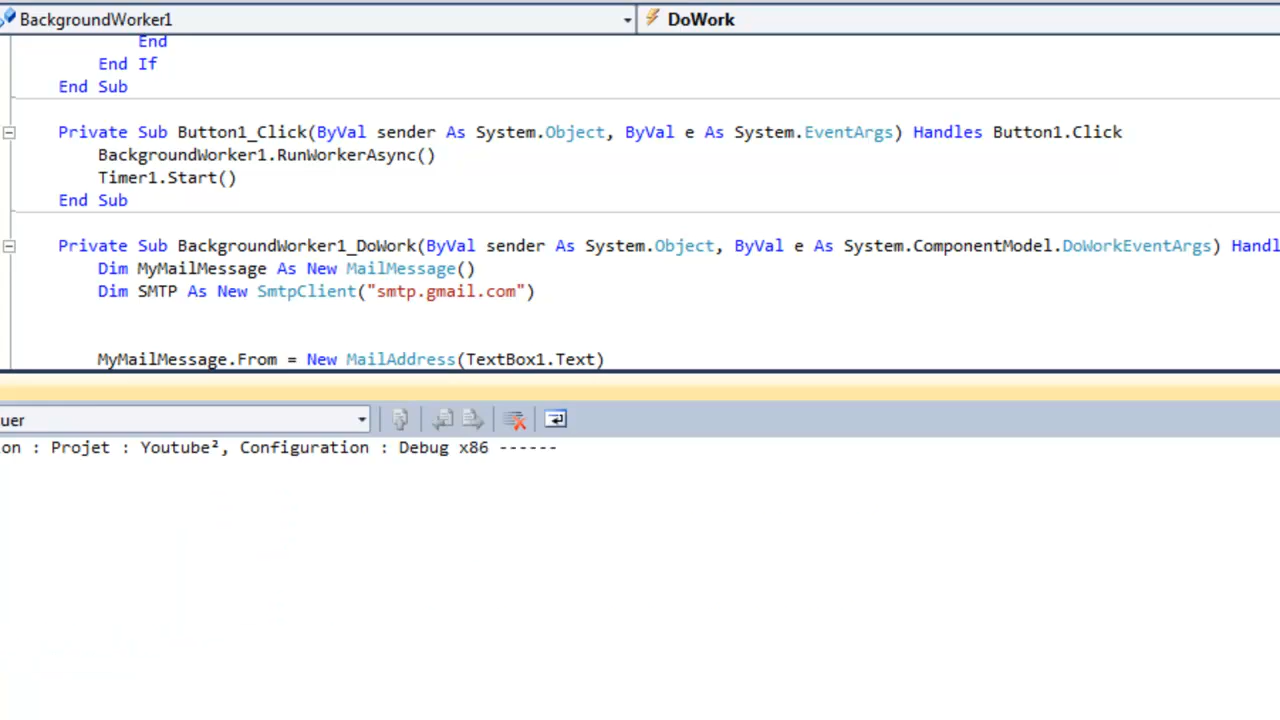 BackgroundWorker1
DoWork
End
End If
End Sub
Private Sub Button1_Click(ByVal sender As System.Object, ByVal e As System.EventArgs) Handles Button1.Click
BackgroundWorker1.RunWorkerAsync()
Timer1.Start()
End Sub
Private Sub BackgroundWorker1_DoWork(ByVal sender As System.Object, ByVal e As System.ComponentModel.DoWorkEventArgs) Handl
Dim MyMailMessage As New MailMessage()
Dim SMTP As New SmtpClient("smtp.gmail.com")
MyMailMessage.From = New MailAddress(TextBox1.Text)
uer
on : Projet : Youtube², Configuration : Debug x86 ------